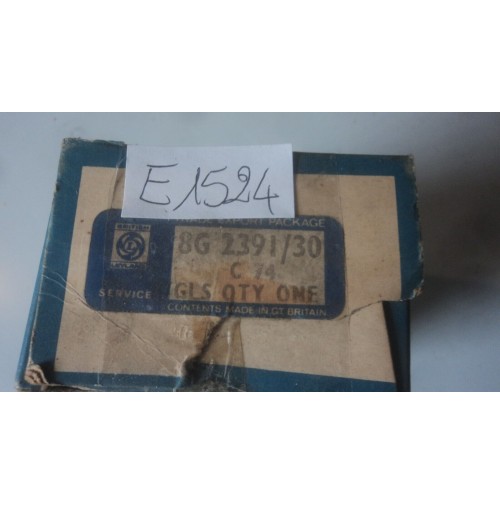 E1524
EXPORT PACKAGE
BRITISH
LEYLAND
8G 2391/30
C 74
SERVICE
GLS QTY ONE
CONTENTS MADE IN GT. BRITAIN